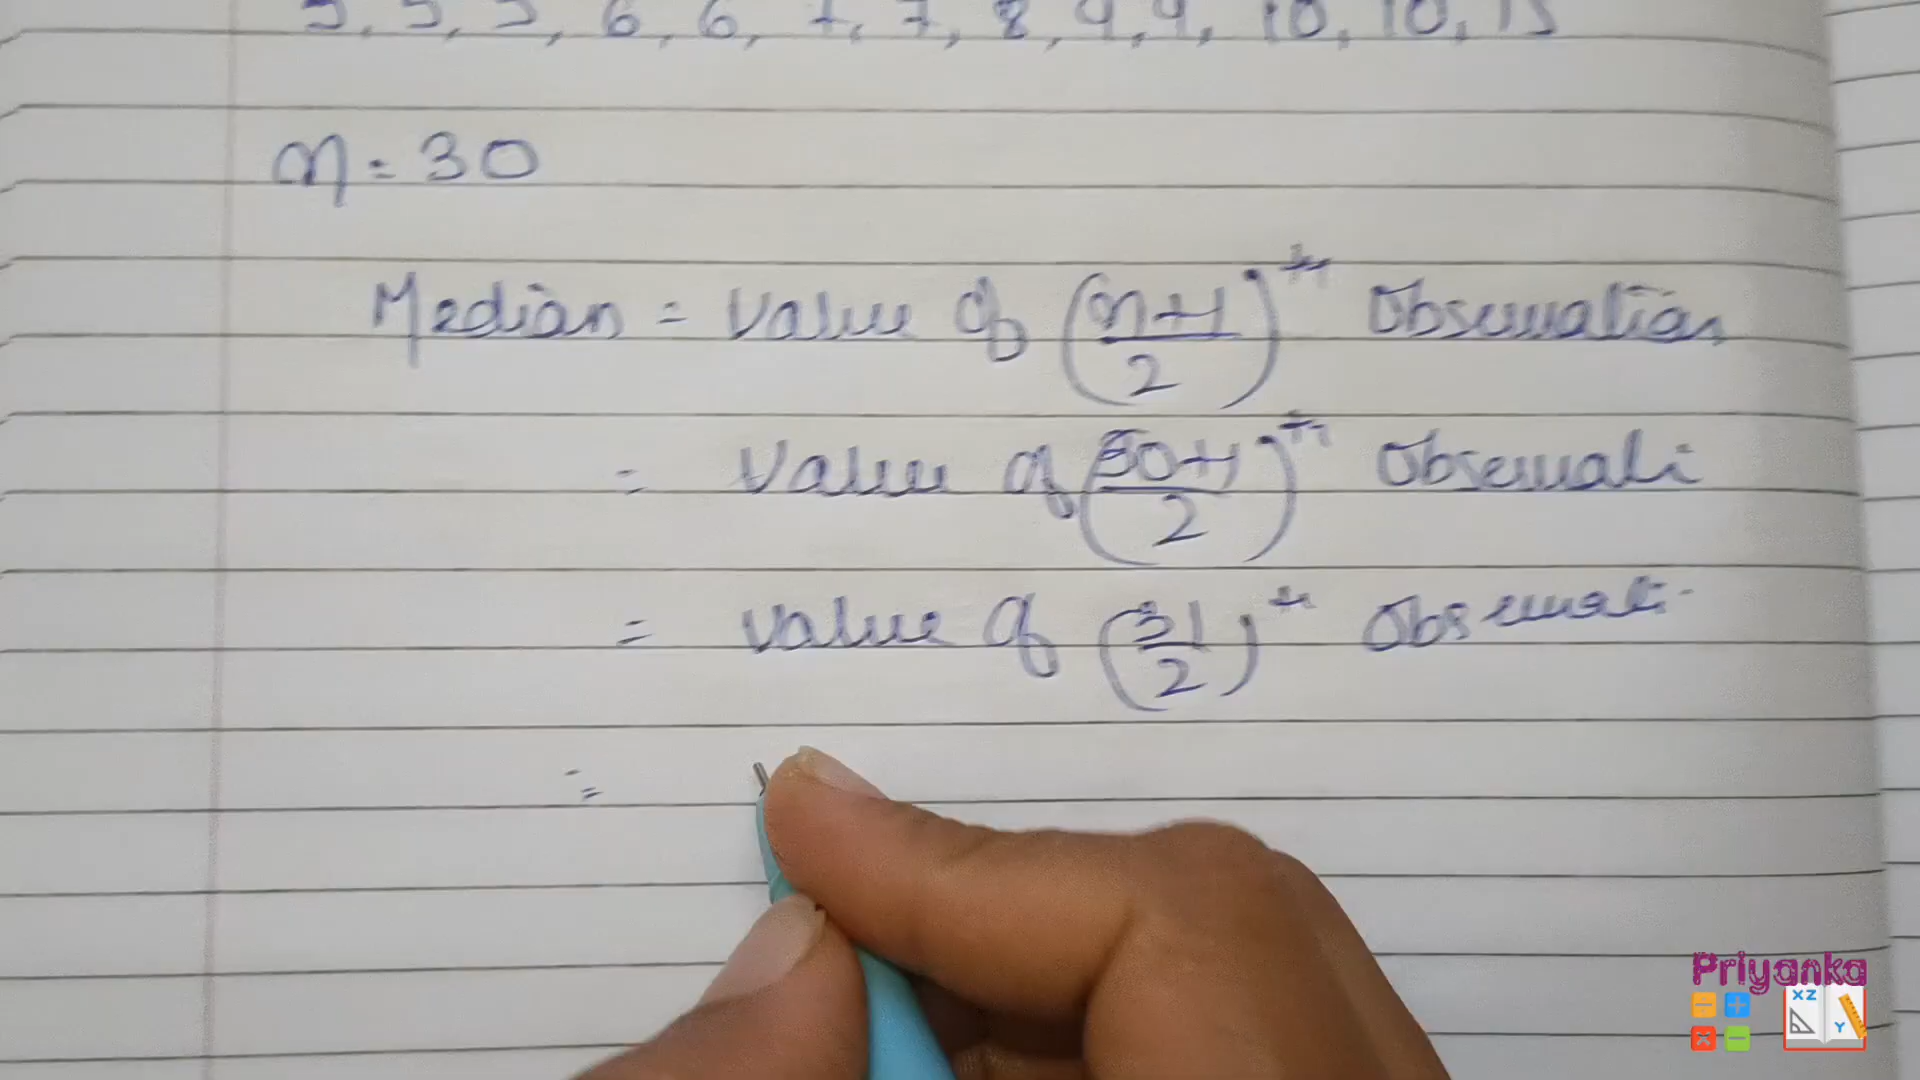 5, 5, 5, 6, 6, 7, 7, 8, 9, 9, 10, 10, 15
n = 30
Median = Value of (n+1/2)th Observation
= Value of (30+1/2)th Observati
= Value of (31/2)th Observati.
=
Priyanka
XZ
Y